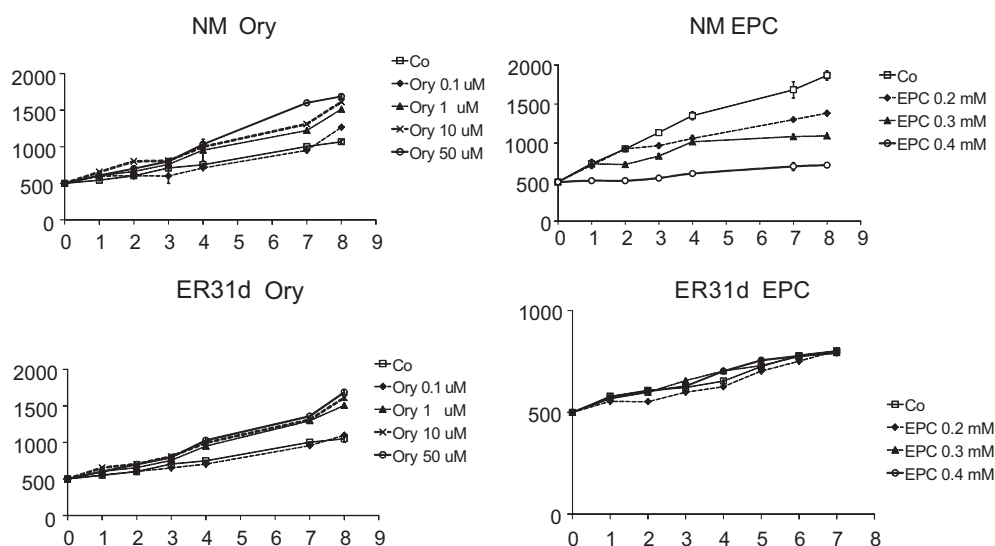 NM Ory
2000
1500
1000
500
0
0 1 2 3 4 5 6 7 8 9
Co
Ory 0.1 uM
Ory 1 uM
Ory 10 uM
Ory 50 uM
NM EPC
2000
1500
1000
500
0
0 1 2 3 4 5 6 7 8 9
Co
EPC 0.2 mM
EPC 0.3 mM
EPC 0.4 mM
ER31d Ory
2000
1500
1000
500
0
0 1 2 3 4 5 6 7 8 9
Co
Ory 0.1 uM
Ory 1 uM
Ory 10 uM
Ory 50 uM
ER31d EPC
1000
500
0
0 1 2 3 4 5 6 7 8
Co
EPC 0.2 mM
EPC 0.3 mM
EPC 0.4 mM